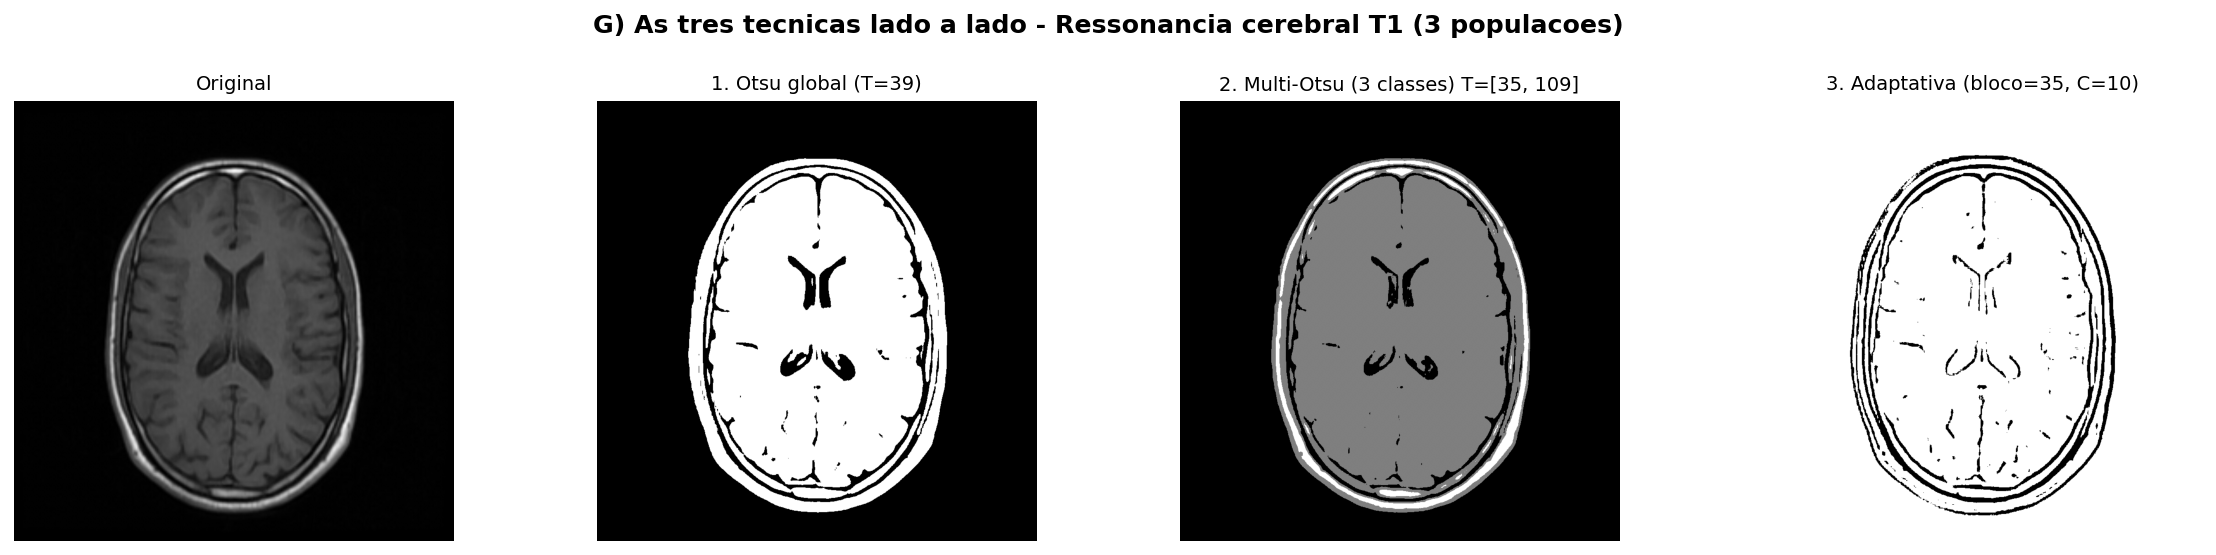 G) As tres tecnicas lado a lado - Ressonancia cerebral T1 (3 populacoes)
Original
1. Otsu global (T=39)
2. Multi-Otsu (3 classes) T=[35, 109]
3. Adaptativa (bloco=35, C=10)